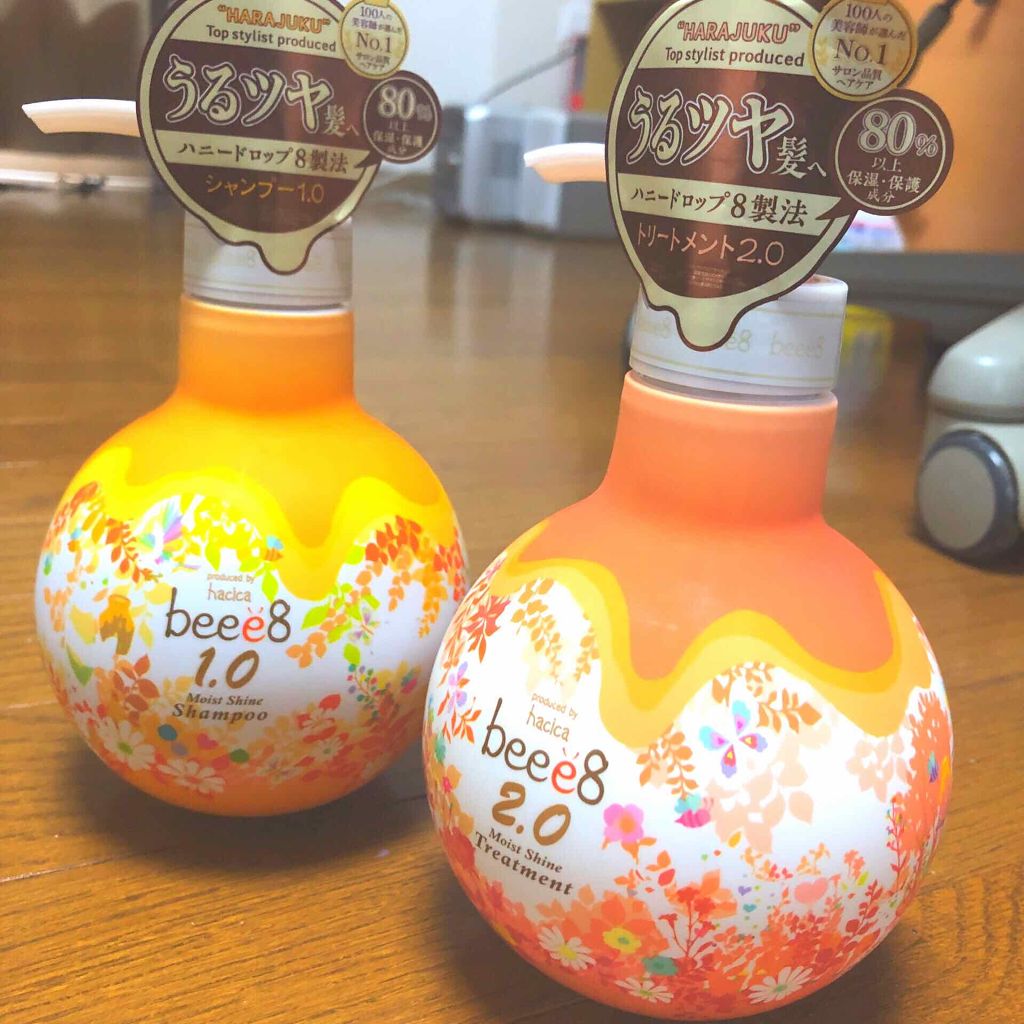 "HARAJUKU"
Top stylist produced
100人の
美容師が選んだ
No.1
サロン品質
ヘアケア
うるツヤ髪へ
80%
以上
保湿・保護
成分
ハニードロップ8製法
シャンプー1.0
produced by
hacica
beee8
1.0
Moist Shine
Shampoo
"HARAJUKU"
Top stylist produced
100人の
美容師が選んだ
No.1
サロン品質
ヘアケア
うるツヤ髪へ
80%
以上
保湿・保護
成分
ハニードロップ8製法
トリートメント2.0
beee8
produced by
hacica
beee8
2.0
Moist Shine
Treatment